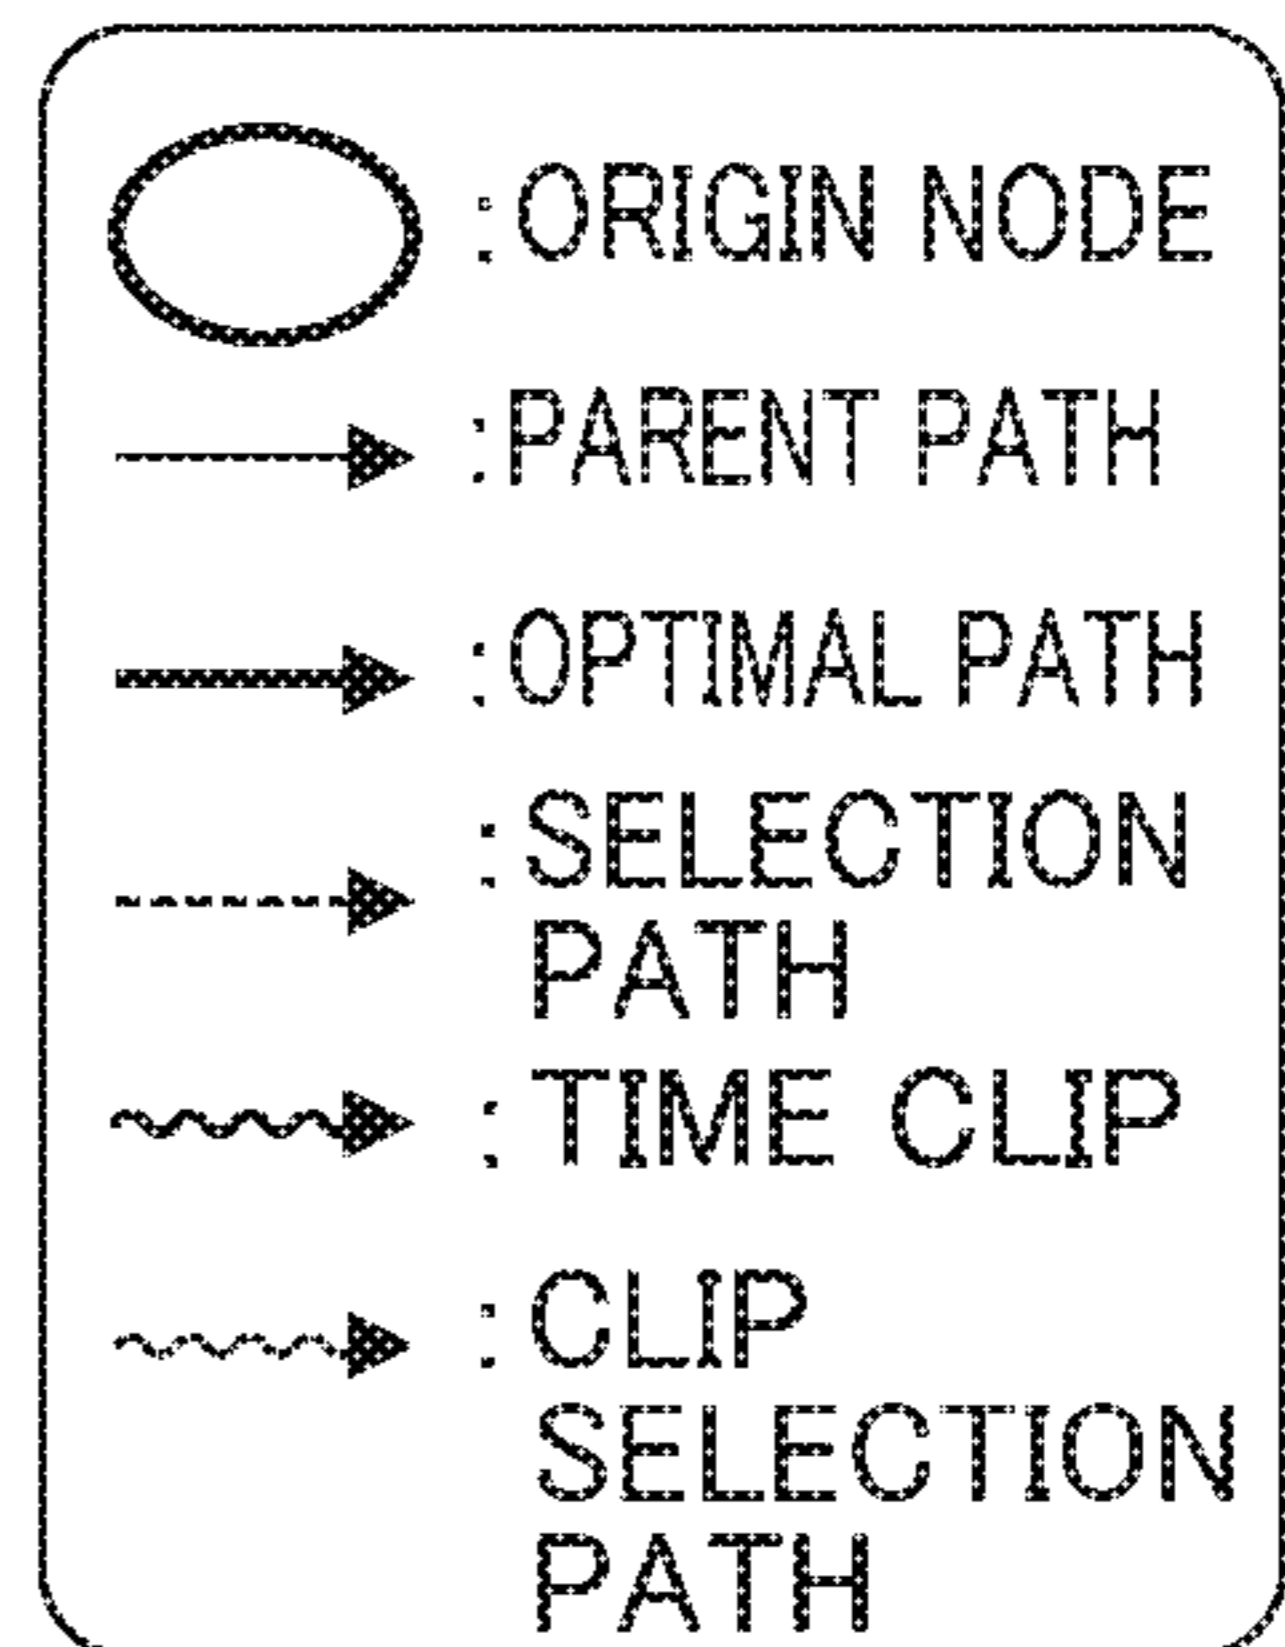 : ORIGIN NODE
: PARENT PATH
: OPTIMAL PATH
: SELECTION
PATH
: TIME CLIP
: CLIP
SELECTION
PATH